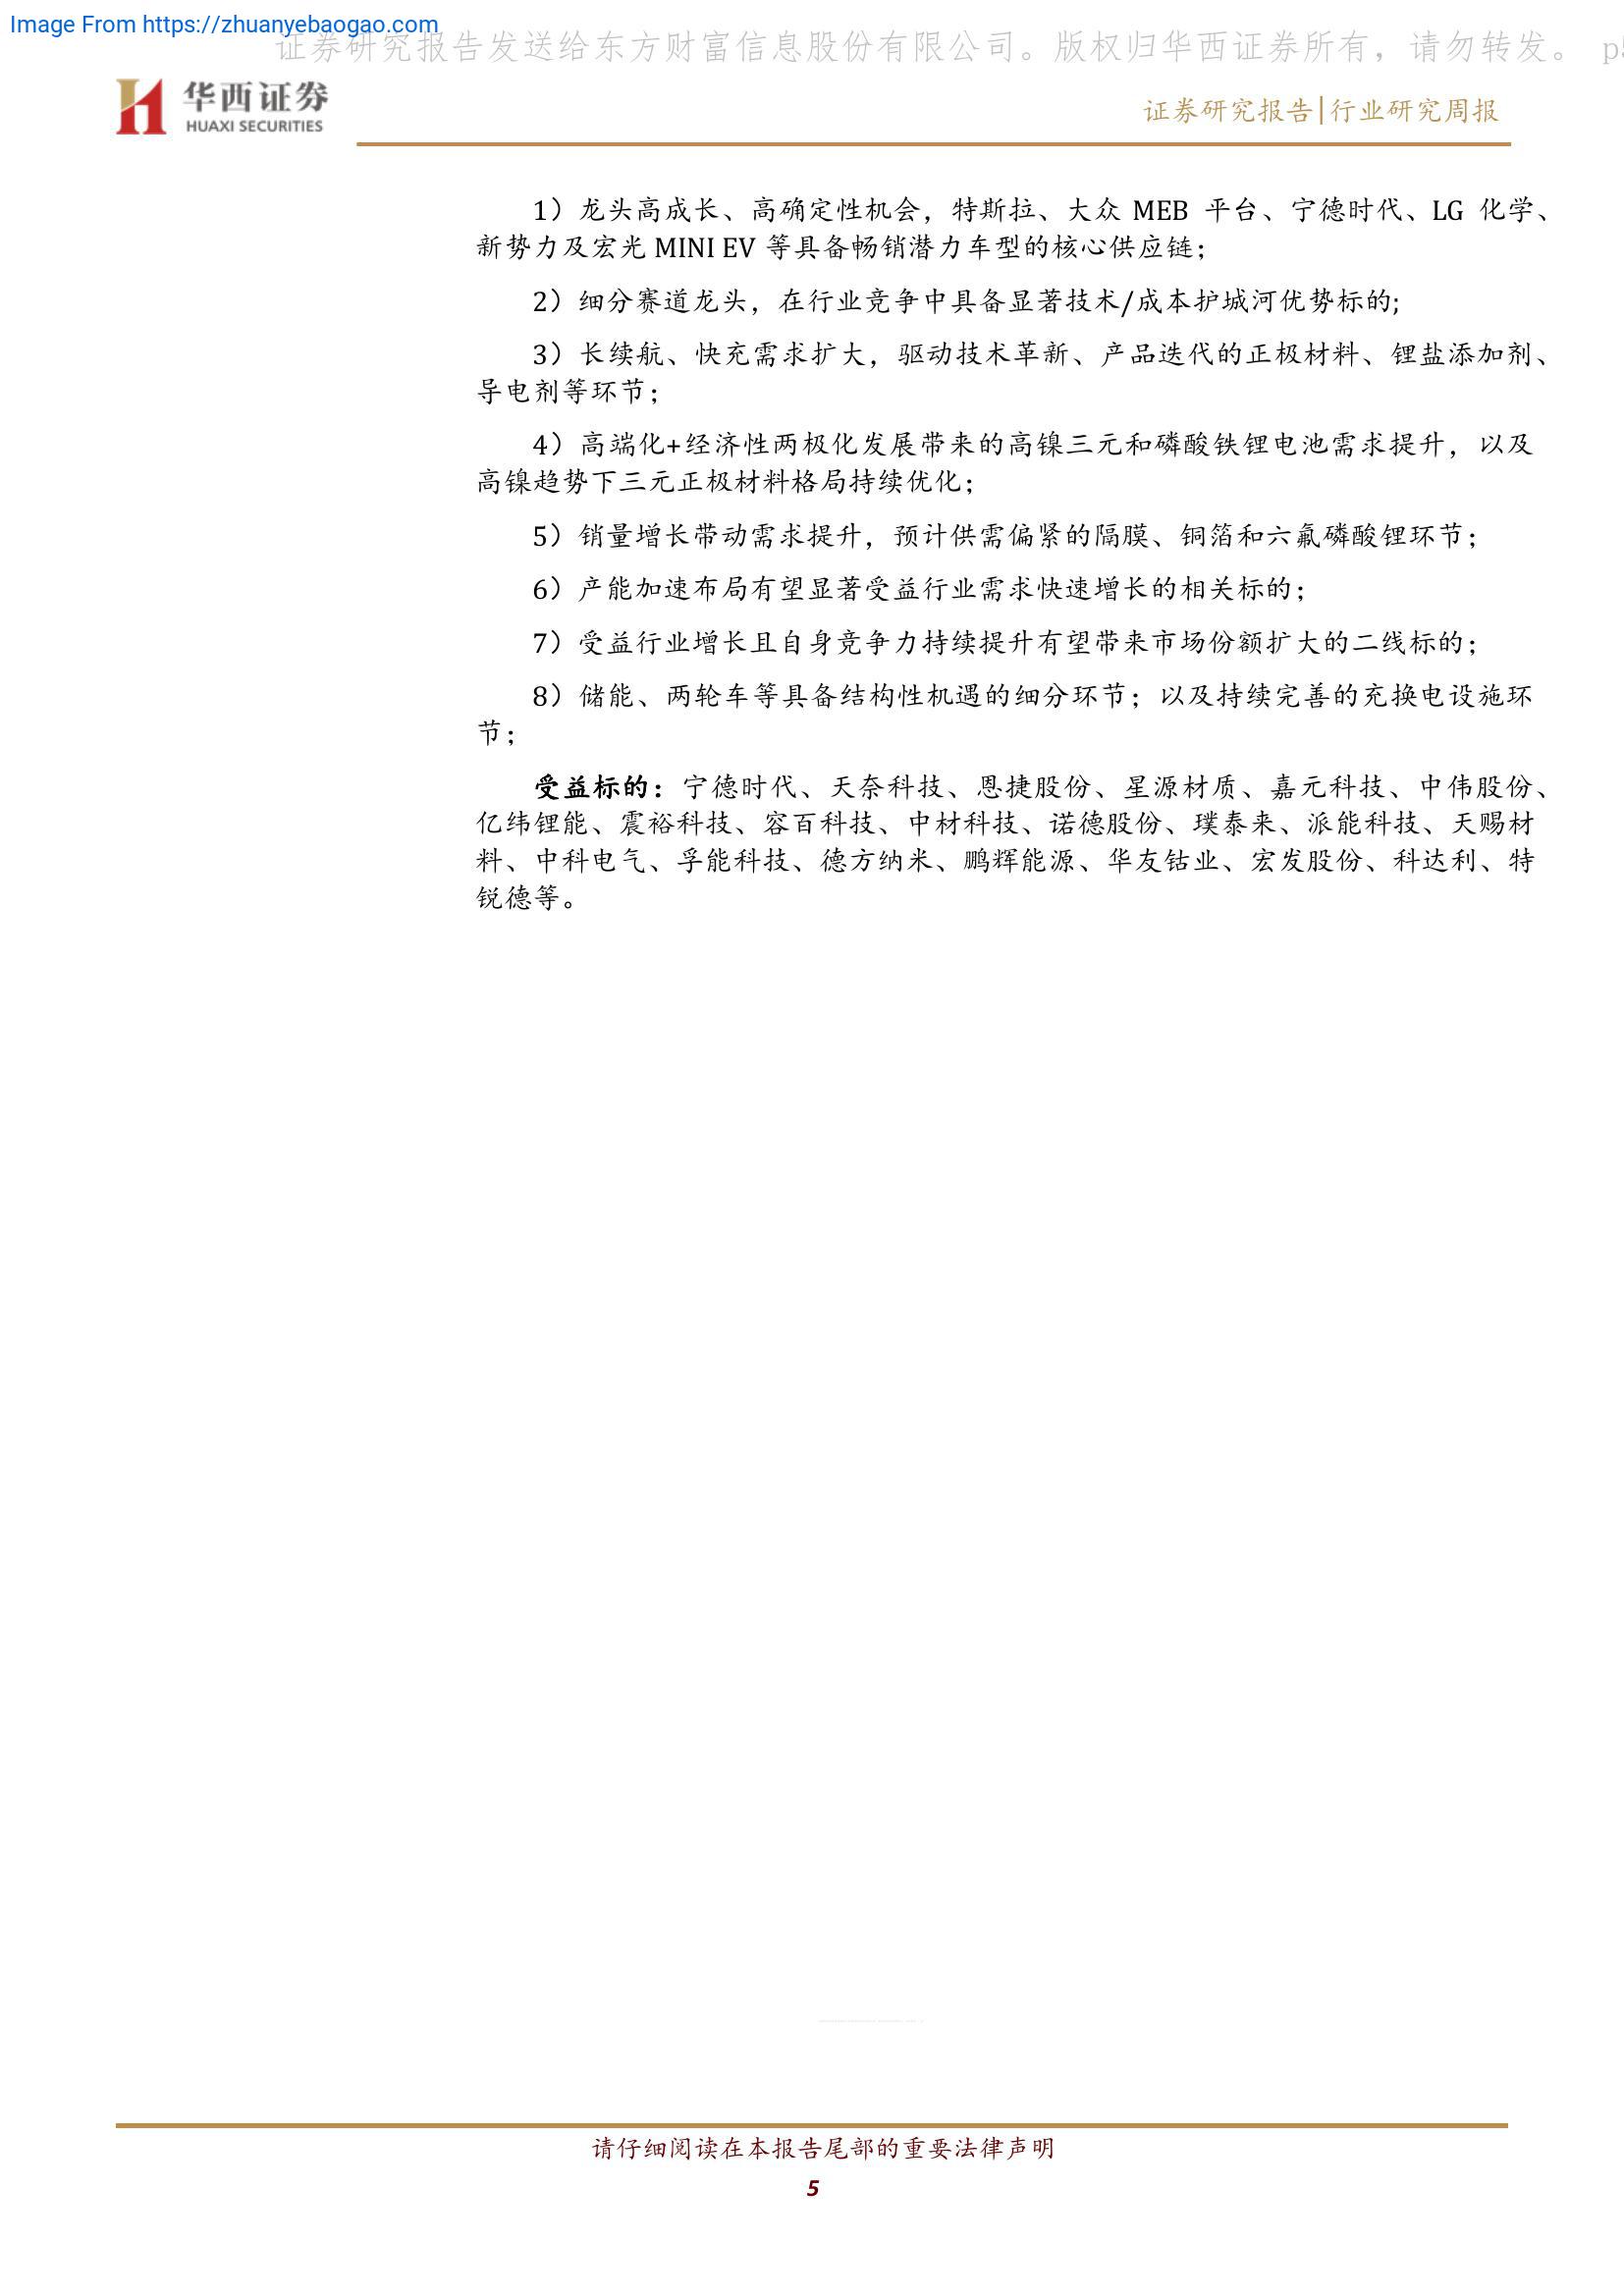 Image From https://zhuanyebaogao.com
证券研究报告发送给东方财富信息股份有限公司。版权归华西证券所有，请勿转发。 p5
华西证券
HUAXI SECURITIES
证券研究报告|行业研究周报
1）龙头高成长、高确定性机会，特斯拉、大众 MEB 平台、宁德时代、LG 化学、
新势力及宏光 MINI EV 等具备畅销潜力车型的核心供应链；
2）细分赛道龙头，在行业竞争中具备显著技术/成本护城河优势标的;
3）长续航、快充需求扩大，驱动技术革新、产品迭代的正极材料、锂盐添加剂、
导电剂等环节；
4）高端化+经济性两极化发展带来的高镍三元和磷酸铁锂电池需求提升，以及
高镍趋势下三元正极材料格局持续优化；
5）销量增长带动需求提升，预计供需偏紧的隔膜、铜箔和六氟磷酸锂环节；
6）产能加速布局有望显著受益行业需求快速增长的相关标的；
7）受益行业增长且自身竞争力持续提升有望带来市场份额扩大的二线标的；
8）储能、两轮车等具备结构性机遇的细分环节；以及持续完善的充换电设施环
节；
受益标的：宁德时代、天奈科技、恩捷股份、星源材质、嘉元科技、中伟股份、
亿纬锂能、震裕科技、容百科技、中材科技、诺德股份、璞泰来、派能科技、天赐材
料、中科电气、孚能科技、德方纳米、鹏辉能源、华友钴业、宏发股份、科达利、特
锐德等。
请仔细阅读在本报告尾部的重要法律声明
5